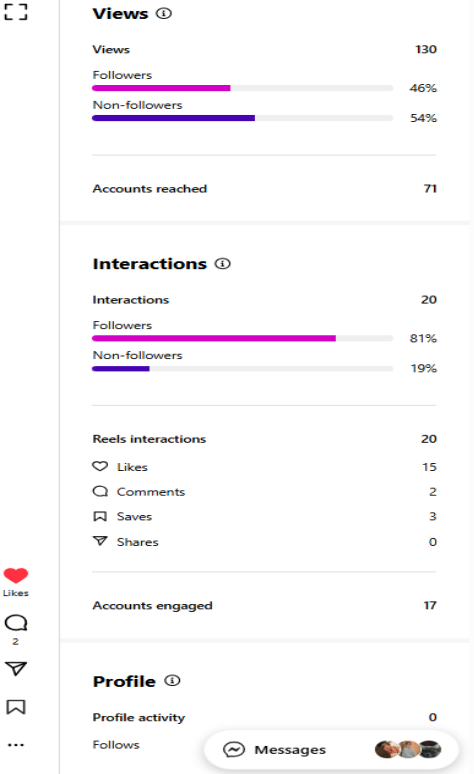 Views
Views 130
Followers
46%
Non-followers
54%
Accounts reached 71
Interactions
Interactions 20
Followers
81%
Non-followers
19%
Reels interactions 20
Likes 15
Comments 2
Saves 3
Shares 0
Likes
Accounts engaged 17
2
Profile
Profile activity 0
Follows
Messages